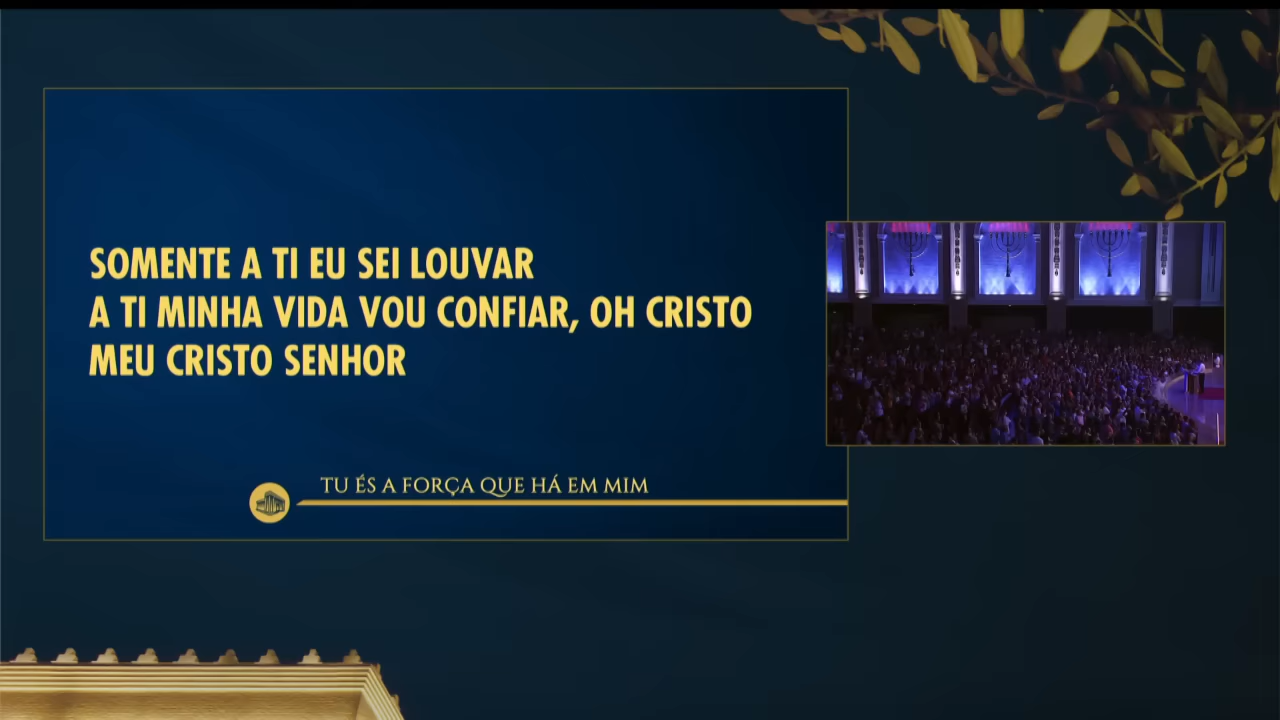 SOMENTE A TI EU SEI LOUVAR
A TI MINHA VIDA VOU CONFIAR, OH CRISTO
MEU CRISTO SENHOR
TU ÉS A FORÇA QUE HÁ EM MIM